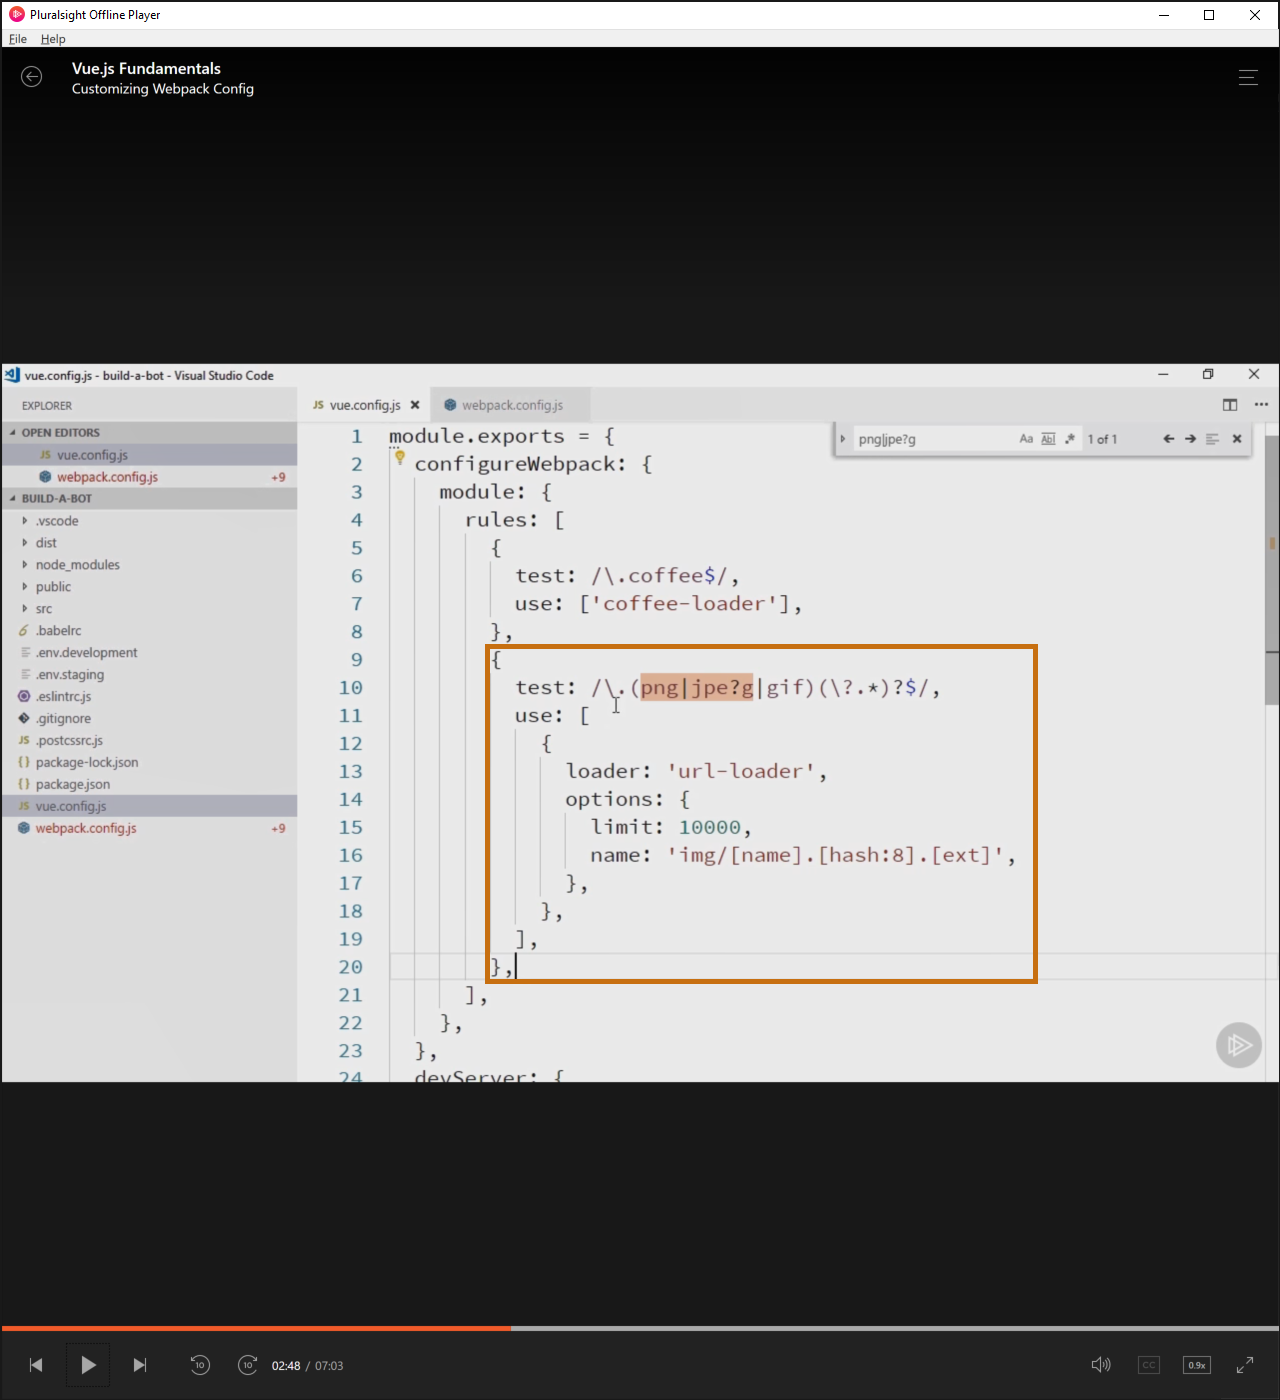 Pluralsight Offline Player
File Help
Vue.js Fundamentals
Customizing Webpack Config
vue.config.js - build-a-bot - Visual Studio Code
EXPLORER
OPEN EDITORS
JS vue.config.js
webpack.config.js +9
BUILD-A-BOT
.vscode
dist
node_modules
public
src
.babelrc
.env.development
.env.staging
.eslintrc.js
.gitignore
JS .postcssrc.js
{} package-lock.json
{} package.json
JS vue.config.js
webpack.config.js +9
JS vue.config.js webpack.config.js
png|jpe?g Aa Abl .* 1 of 1
1 module.exports = {
2 configureWebpack: {
3 module: {
4 rules: [
5 {
6 test: /\.coffee$/,
7 use: ['coffee-loader'],
8 },
9 {
10 test: /\.(png|jpe?g|gif)(\?.*)?$/,
11 use: [
12 {
13 loader: 'url-loader',
14 options: {
15 limit: 10000,
16 name: 'img/[name].[hash:8].[ext]',
17 },
18 },
19 ],
20 },
21 ],
22 },
23 },
24 devServer: {
10 10 02:48 / 07:03 CC 0.9x